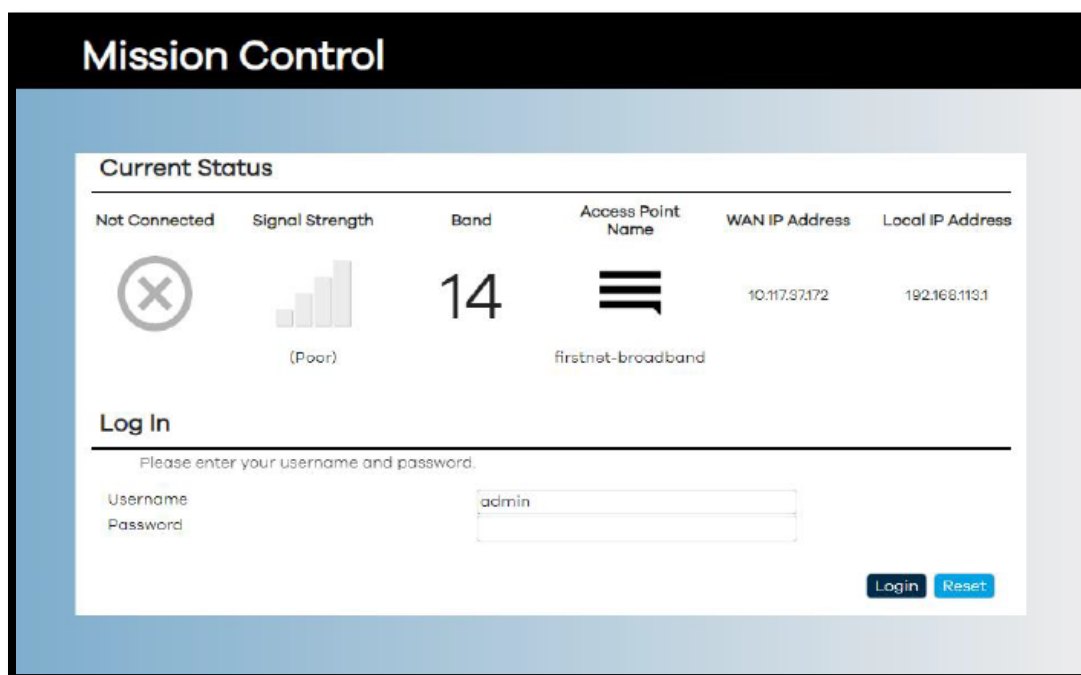 Mission Control
Current Status
Not Connected Signal Strength Band Access Point Name WAN IP Address Local IP Address
14 10.117.37.172 192.168.113.1
(Poor) firstnet-broadband
Log In
Please enter your username and password.
Username admin
Password
Login Reset